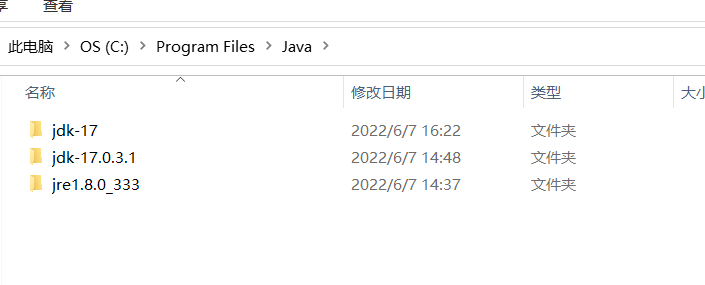 享 查看
此电脑 > OS (C:) > Program Files > Java >
名称 修改日期 类型 大小
jdk-17 2022/6/7 16:22 文件夹
jdk-17.0.3.1 2022/6/7 14:48 文件夹
jre1.8.0_333 2022/6/7 14:37 文件夹